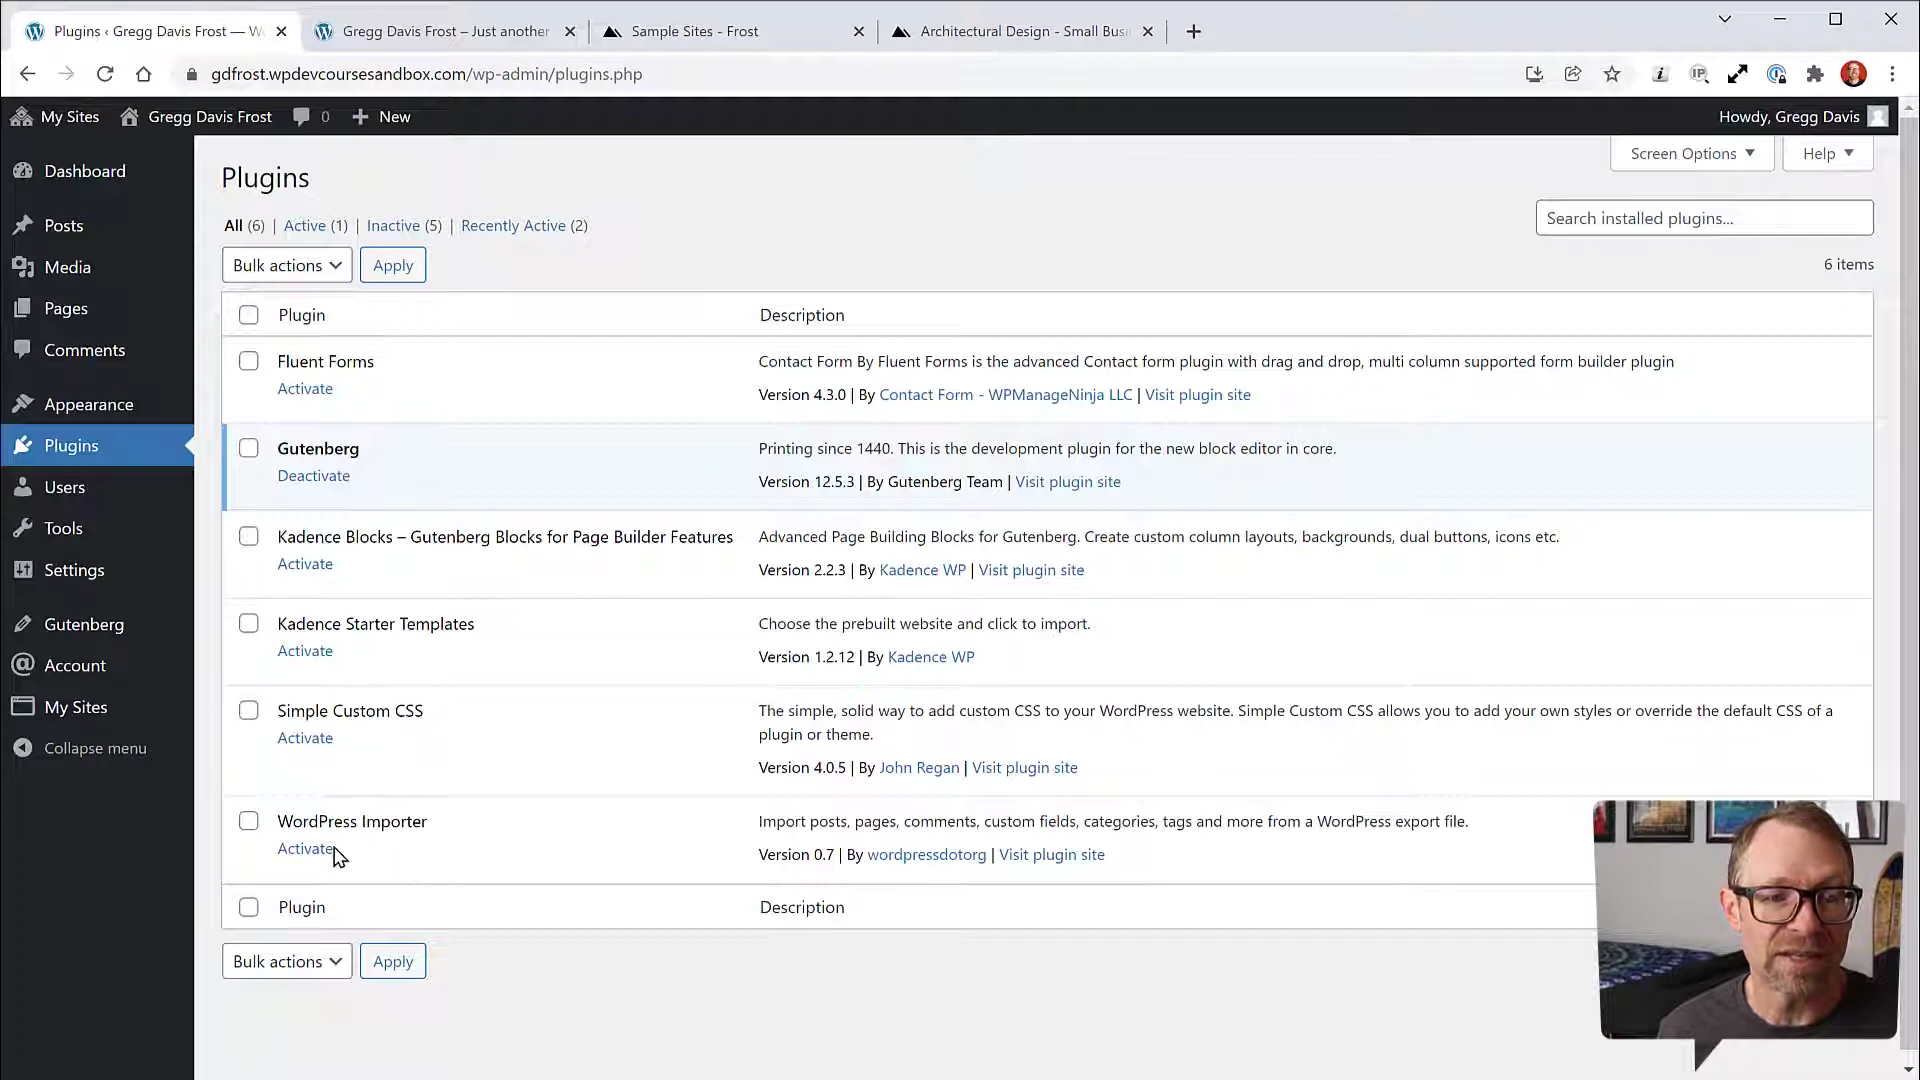 Plugins ‹ Gregg Davis Frost — W
Gregg Davis Frost – Just another
Sample Sites - Frost
Architectural Design - Small Busi
gdfrost.wpdevcoursesandbox.com/wp-admin/plugins.php
My Sites
Gregg Davis Frost
0
New
Howdy, Gregg Davis
Dashboard
Posts
Media
Pages
Comments
Appearance
Plugins
Users
Tools
Settings
Gutenberg
Account
My Sites
Collapse menu
Screen Options
Help
Plugins
All (6) | Active (1) | Inactive (5) | Recently Active (2)
Search installed plugins...
Bulk actions
Apply
6 items
Plugin
Description
Fluent Forms
Activate
Contact Form By Fluent Forms is the advanced Contact form plugin with drag and drop, multi column supported form builder plugin
Version 4.3.0 | By Contact Form - WPManageNinja LLC | Visit plugin site
Gutenberg
Deactivate
Printing since 1440. This is the development plugin for the new block editor in core.
Version 12.5.3 | By Gutenberg Team | Visit plugin site
Kadence Blocks – Gutenberg Blocks for Page Builder Features
Activate
Advanced Page Building Blocks for Gutenberg. Create custom column layouts, backgrounds, dual buttons, icons etc.
Version 2.2.3 | By Kadence WP | Visit plugin site
Kadence Starter Templates
Activate
Choose the prebuilt website and click to import.
Version 1.2.12 | By Kadence WP
Simple Custom CSS
Activate
The simple, solid way to add custom CSS to your WordPress website. Simple Custom CSS allows you to add your own styles or override the default CSS of a
plugin or theme.
Version 4.0.5 | By John Regan | Visit plugin site
WordPress Importer
Activate
Import posts, pages, comments, custom fields, categories, tags and more from a WordPress export file.
Version 0.7 | By wordpressdotorg | Visit plugin site
Plugin
Description
Bulk actions
Apply